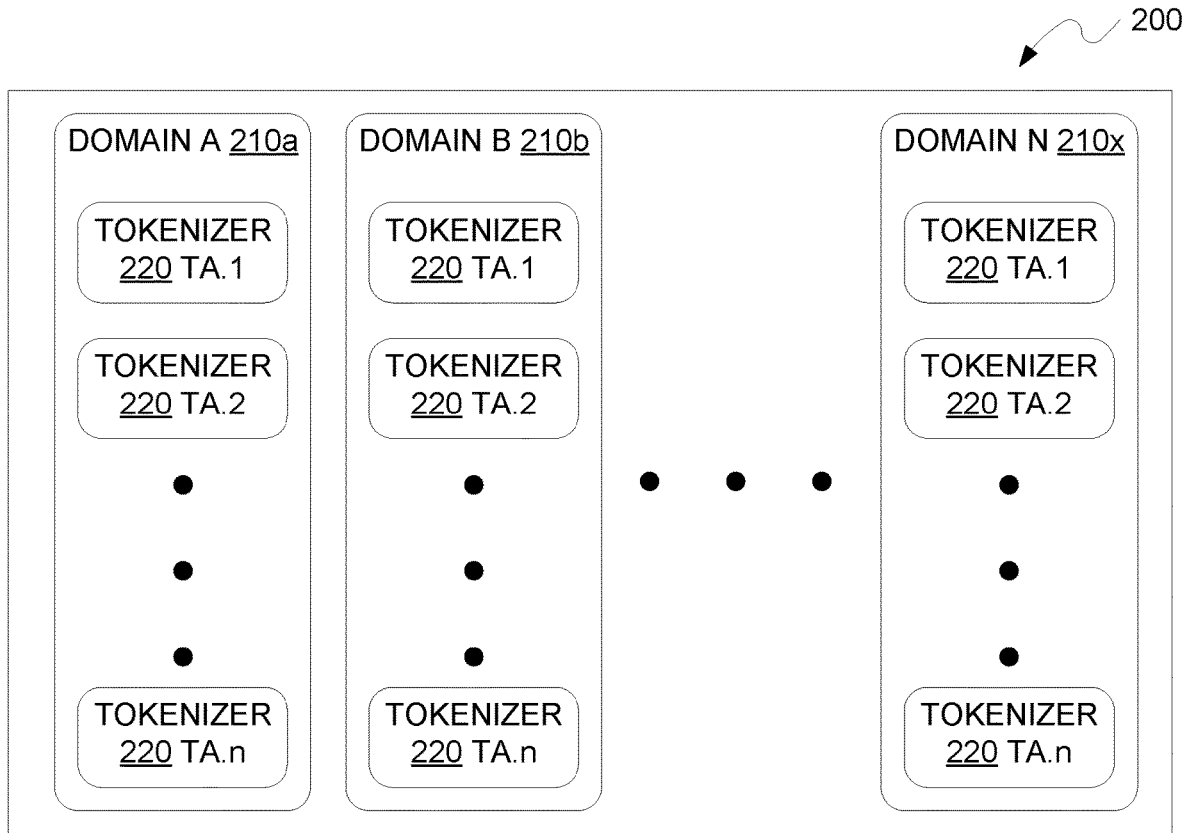 200
DOMAIN A 210a
TOKENIZER
220 TA.1
TOKENIZER
220 TA.2
TOKENIZER
220 TA.n
DOMAIN B 210b
TOKENIZER
220 TA.1
TOKENIZER
220 TA.2
TOKENIZER
220 TA.n
DOMAIN N 210x
TOKENIZER
220 TA.1
TOKENIZER
220 TA.2
TOKENIZER
220 TA.n